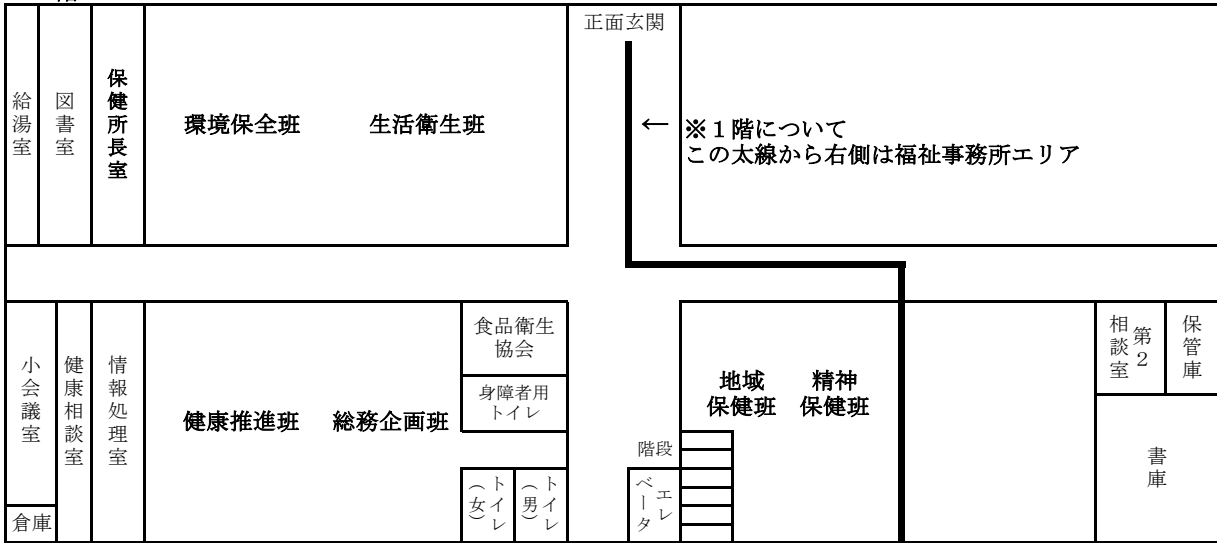 正面玄関
給湯室
図書室
保健所長室
環境保全班
生活衛生班
←
※１階について
この太線から右側は福祉事務所エリア
小会議室
倉庫
健康相談室
情報処理室
健康推進班
総務企画班
食品衛生
協会
身障者用
トイレ
トイレ
（女）
トイレ
（男）
階段
エレ
ベータ
地域
保健班
精神
保健班
第２
相談室
保管庫
書庫